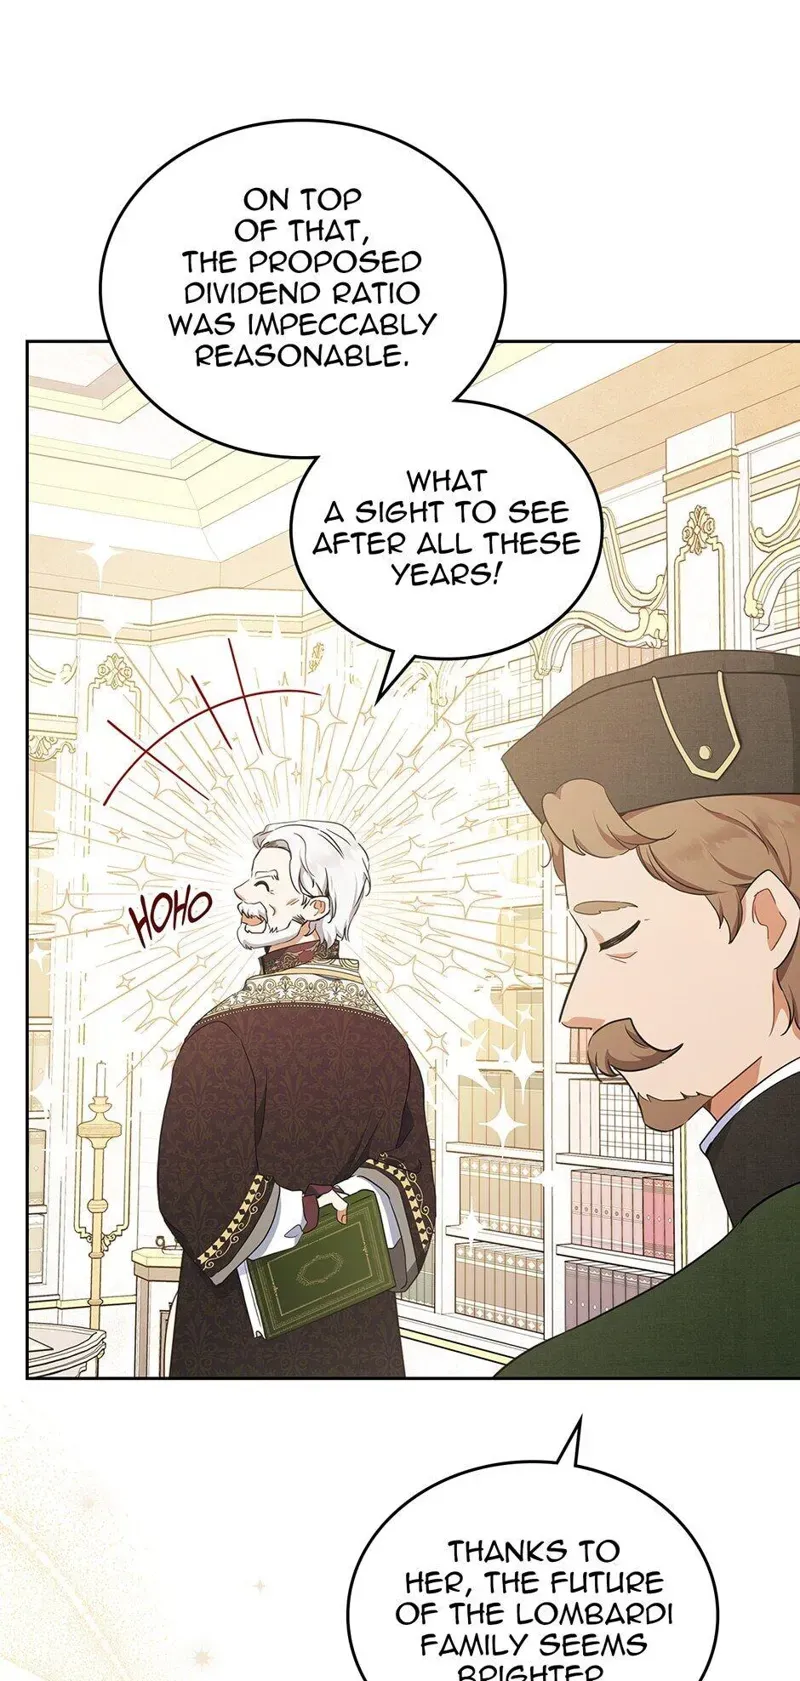 ON TOP
OF THAT,
THE PROPOSED
DIVIDEND RATIO
WAS IMPECCABLY
REASONABLE.
WHAT
A SIGHT TO SEE
AFTER ALL THESE
YEARS!
HOHO
THANKS TO
HER, THE FUTURE
OF THE LOMBARDI
FAMILY SEEMS
BRIGHTER